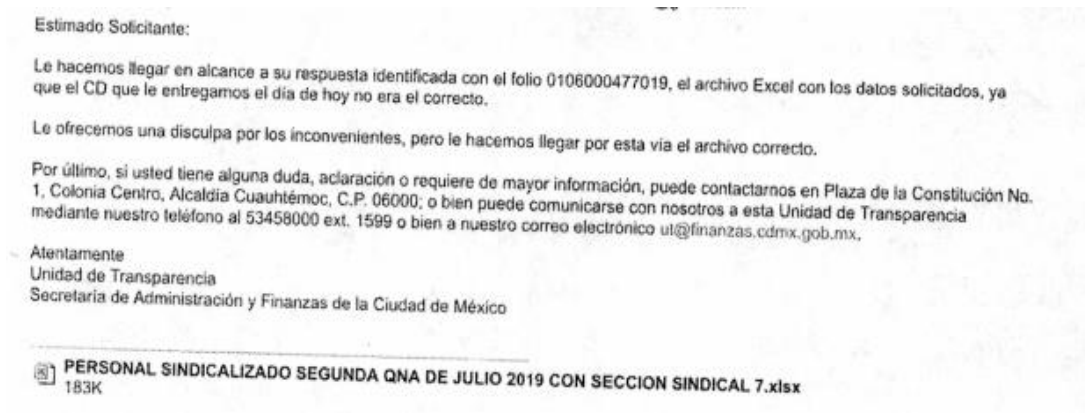 Estimado Solicitante:
Le hacemos llegar en alcance a su respuesta identificada con el folio 0106000477019, el archivo Excel con los datos solicitados, ya
que el CD que le entregamos el día de hoy no era el correcto.
Le ofrecemos una disculpa por los inconvenientes, pero le hacemos llegar por esta vía el archivo correcto.
Por último, si usted tiene alguna duda, aclaración o requiere de mayor información, puede contactarnos en Plaza de la Constitución No.
1, Colonia Centro, Alcaldía Cuauhtémoc, C.P. 06000; o bien puede comunicarse con nosotros a esta Unidad de Transparencia
mediante nuestro teléfono al 53458000 ext. 1599 o bien a nuestro correo electrónico ut@finanzas.cdmx.gob.mx.
Atentamente
Unidad de Transparencia
Secretaría de Administración y Finanzas de la Ciudad de México
PERSONAL SINDICALIZADO SEGUNDA QNA DE JULIO 2019 CON SECCION SINDICAL 7.xlsx
183K